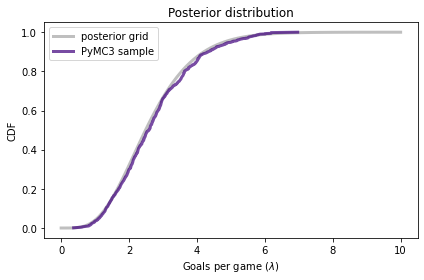 Posterior distribution
posterior grid
PyMC3 sample
CDF
1.0
0.8
0.6
0.4
0.2
0.0
0 2 4 6 8 10
Goals per game (λ)